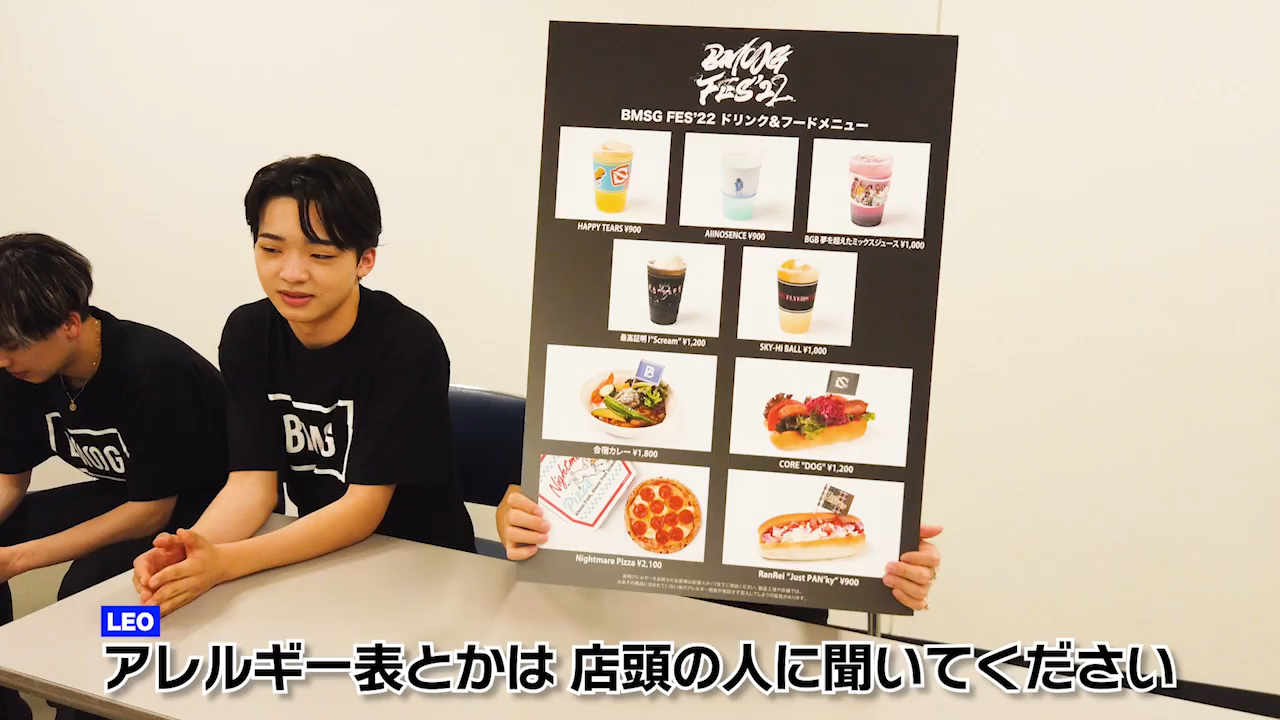 BMSG
FES'22
BMSG FES'22 ドリンク&フードメニュー
HAPPY TEARS ¥900
AIINOSENCE ¥900
BGB 夢を超えたミックスジュース ¥1,000
最高証明 I "Scream" ¥1,200
SKY-HI BALL ¥1,000
合宿カレー ¥1,800
CORE "DOG" ¥1,200
Nightmare
Pizza
Nightmare Pizza ¥2,100
RanRei "Just PAN'ky" ¥900
BMSG
BMSG
LEO
アレルギー表とかは 店頭の人に聞いてください